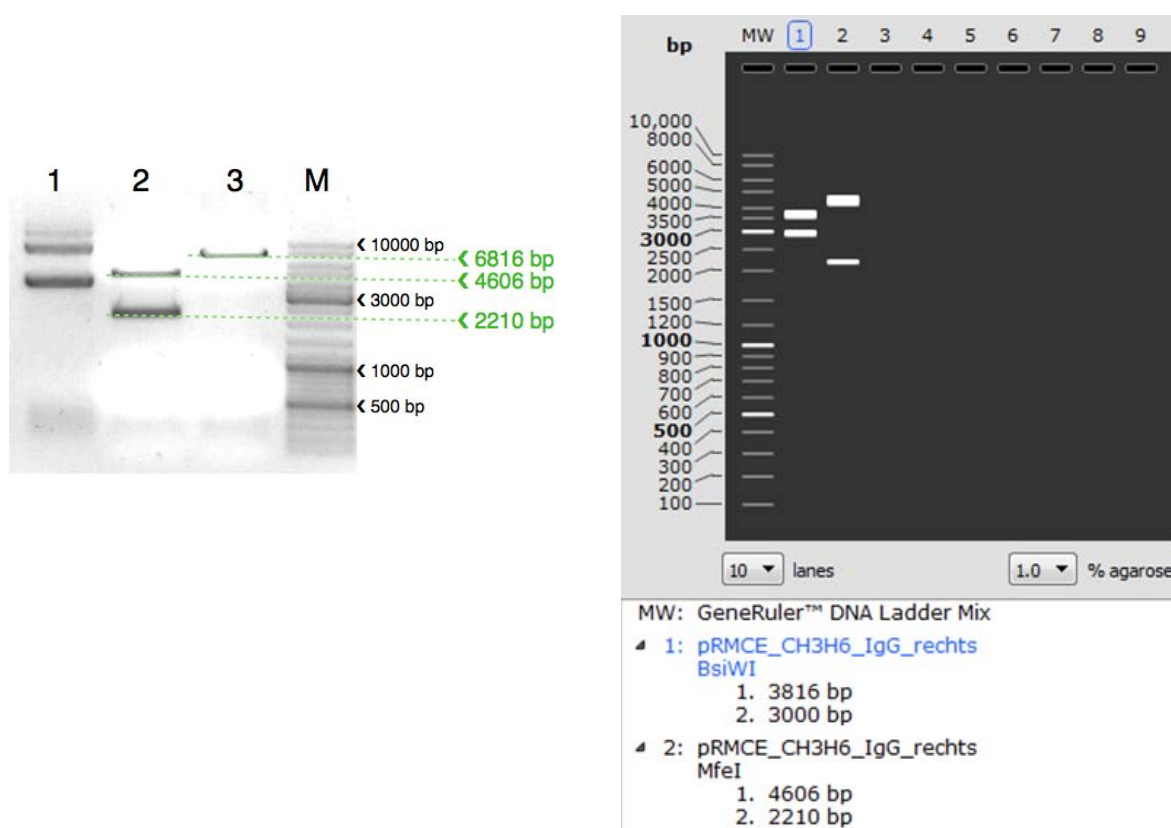 1 2 3 M
‹ 10000 bp
‹ 6816 bp
‹ 4606 bp
‹ 3000 bp
‹ 2210 bp
‹ 1000 bp
‹ 500 bp
bp MW 1 2 3 4 5 6 7 8 9
10,000
8000
6000
5000
4000
3500
3000
2500
2000
1500
1200
1000
900
800
700
600
500
400
300
200
100
10 lanes 1.0 % agarose
MW: GeneRuler™ DNA Ladder Mix
1: pRMCE_CH3H6_IgG_rechts
BsiWI
1. 3816 bp
2. 3000 bp
2: pRMCE_CH3H6_IgG_rechts
MfeI
1. 4606 bp
2. 2210 bp